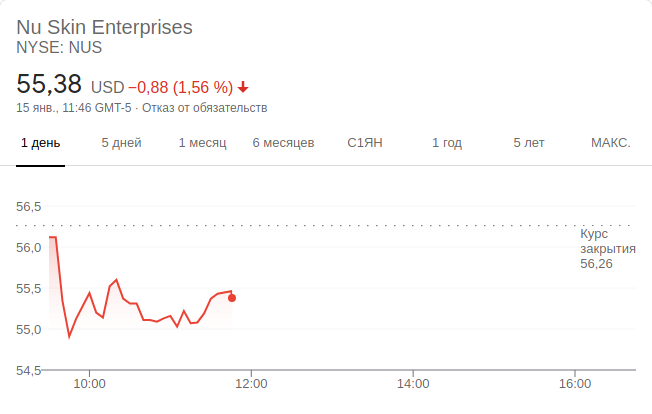 Nu Skin Enterprises
NYSE: NUS
55,38 USD −0,88 (1,56 %)
15 янв., 11:46 GMT-5 · Отказ от обязательств
1 день 5 дней 1 месяц 6 месяцев С1ЯН 1 год 5 лет МАКС.
56,5
Курс
закрытия
56,26
56,0
55,5
55,0
54,5
10:00 12:00 14:00 16:00